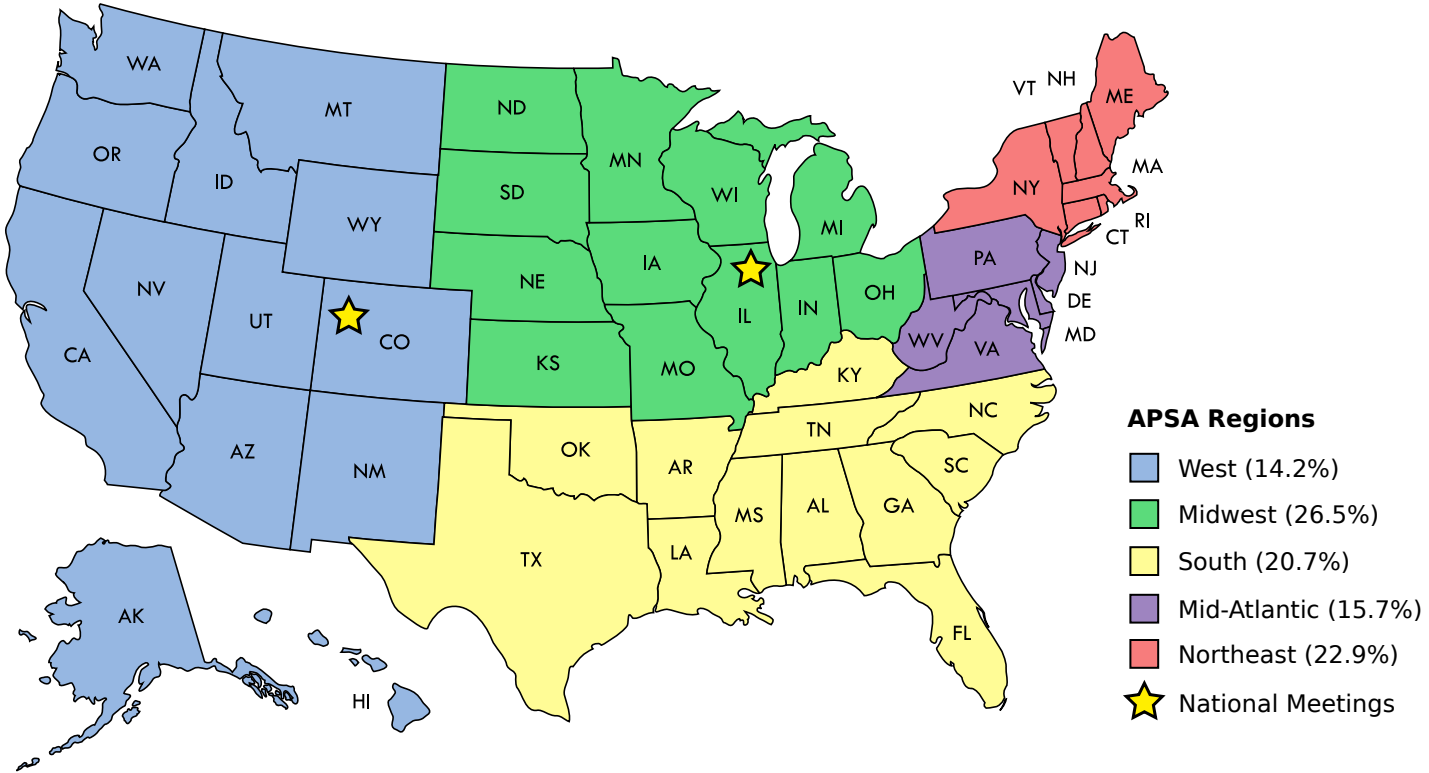 WA
VT
NH
ME
MT
ND
OR
MN
MA
ID
SD
WI
NY
WY
MI
RI
CT
PA
NJ
NV
IA
NE
OH
DE
UT
IL
IN
MD
CO
WV
VA
CA
KS
MO
KY
NC
APSA Regions
TN
AZ
NM
OK
AR
SC
West (14.2%)
MS
AL
GA
Midwest (26.5%)
TX
LA
South (20.7%)
AK
FL
Mid-Atlantic (15.7%)
Northeast (22.9%)
HI
National Meetings